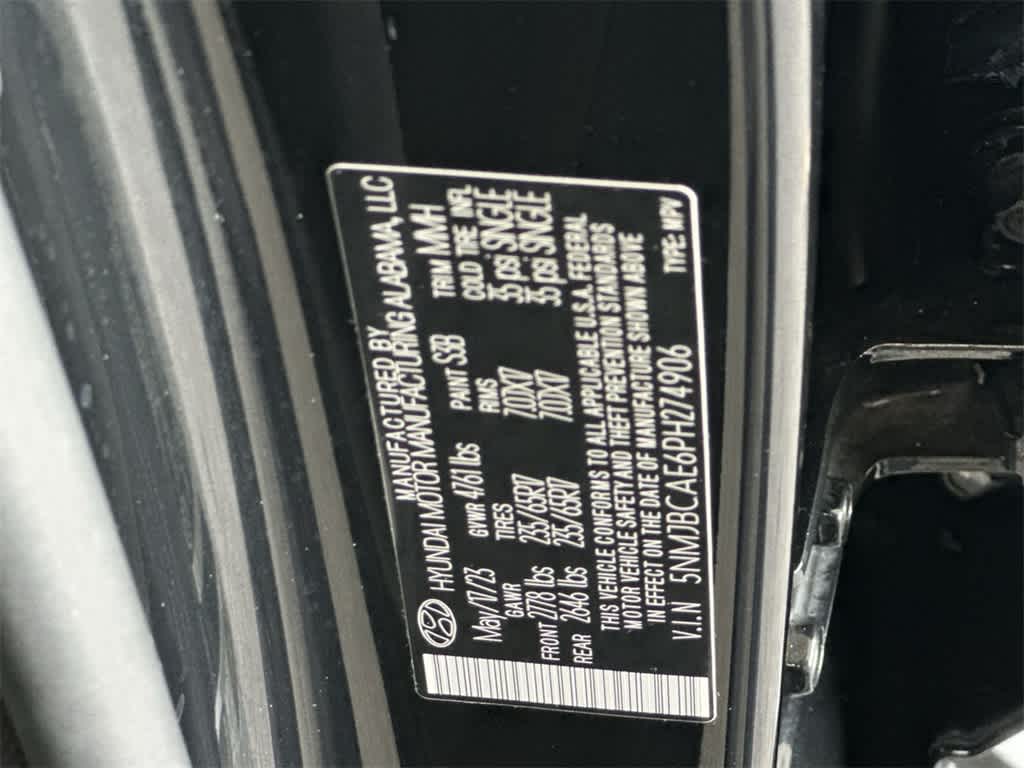 MANUFACTURED BY
HYUNDAI MOTOR MANUFACTURING ALABAMA, LLC
May/17/23 GVWR 4761 lbs PAINT S3B TRIM MMH
GAWR TIRES RIMS COLD TIRE INFL
FRONT 2778 lbs 235/65R17 7.0JX17 35 psi SINGLE
REAR 2646 lbs 235/65R17 7.0JX17 35 psi SINGLE
THIS VEHICLE CONFORMS TO ALL APPLICABLE U.S.A. FEDERAL
MOTOR VEHICLE SAFETY AND THEFT PREVENTION STANDARDS
IN EFFECT ON THE DATE OF MANUFACTURE SHOWN ABOVE
V.I.N 5NMJBCAE6PH274906 TYPE: MPV